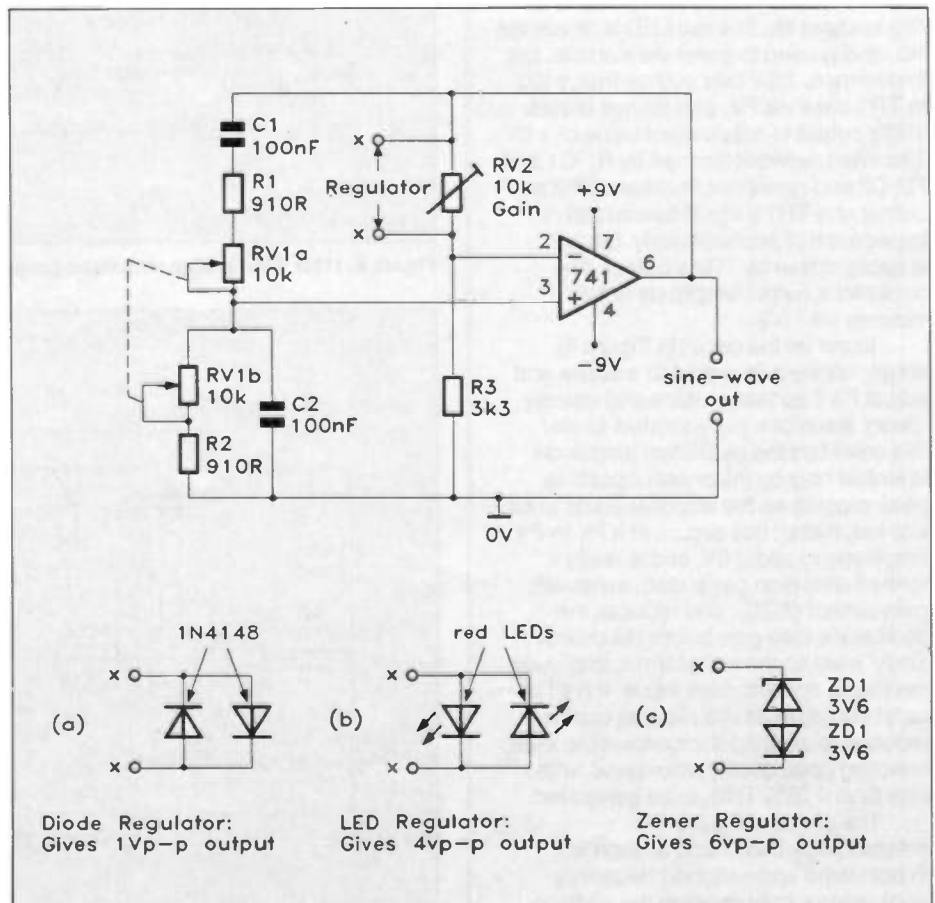 C1
100nF
R1
910R
RV1a
10k
x
Regulator
x
RV2
10k
Gain
+9V
2
7
741
6
3
4
-9V
RV1b
10k
C2
100nF
R2
910R
R3
3k3
sine-wave
out
0V
1N4148
x
(a)
x
Diode Regulator:
Gives 1Vp-p output
red LEDs
x
(b)
x
LED Regulator:
Gives 4vp-p output
x
(c)
x
ZD1
3V6
ZD1
3V6
Zener Regulator:
Gives 6vp-p output